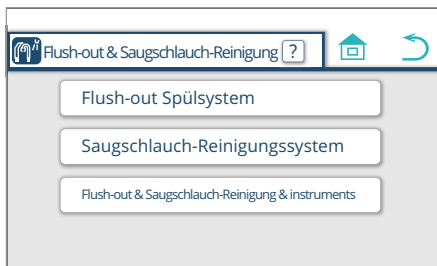 Flush-out & Saugschlauch-Reinigung ?
Flush-out Spülsystem
Saugschlauch-Reinigungssystem
Flush-out & Saugschlauch-Reinigung & instruments